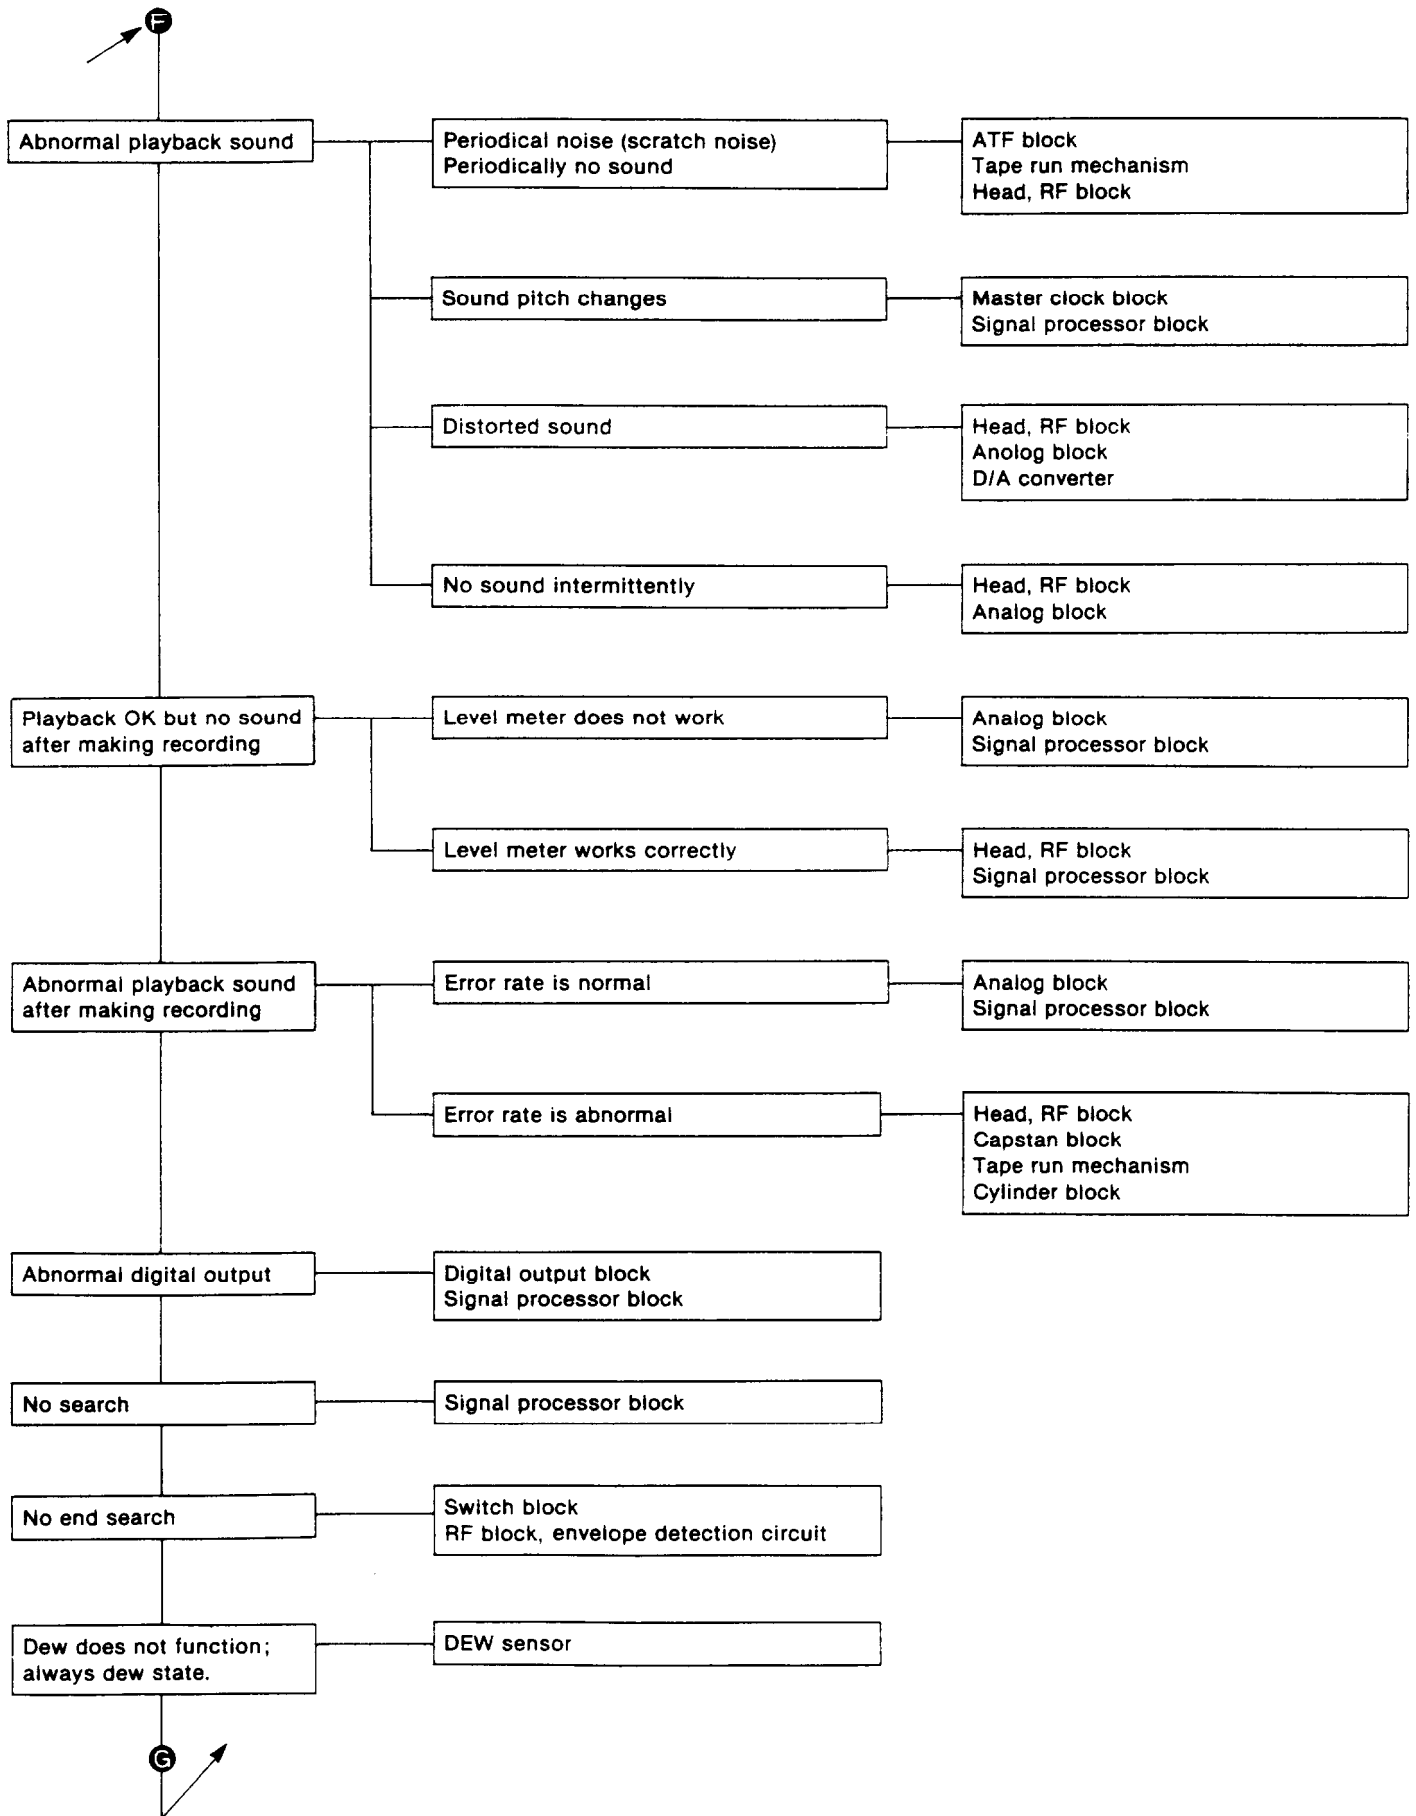 F
Abnormal playback sound
Periodical noise (scratch noise)
Periodically no sound
ATF block
Tape run mechanism
Head, RF block
Sound pitch changes
Master clock block
Signal processor block
Distorted sound
Head, RF block
Anolog block
D/A converter
No sound intermittently
Head, RF block
Analog block
Playback OK but no sound
after making recording
Level meter does not work
Analog block
Signal processor block
Level meter works correctly
Head, RF block
Signal processor block
Abnormal playback sound
after making recording
Error rate is normal
Analog block
Signal processor block
Error rate is abnormal
Head, RF block
Capstan block
Tape run mechanism
Cylinder block
Abnormal digital output
Digital output block
Signal processor block
No search
Signal processor block
No end search
Switch block
RF block, envelope detection circuit
Dew does not function;
always dew state.
DEW sensor
G